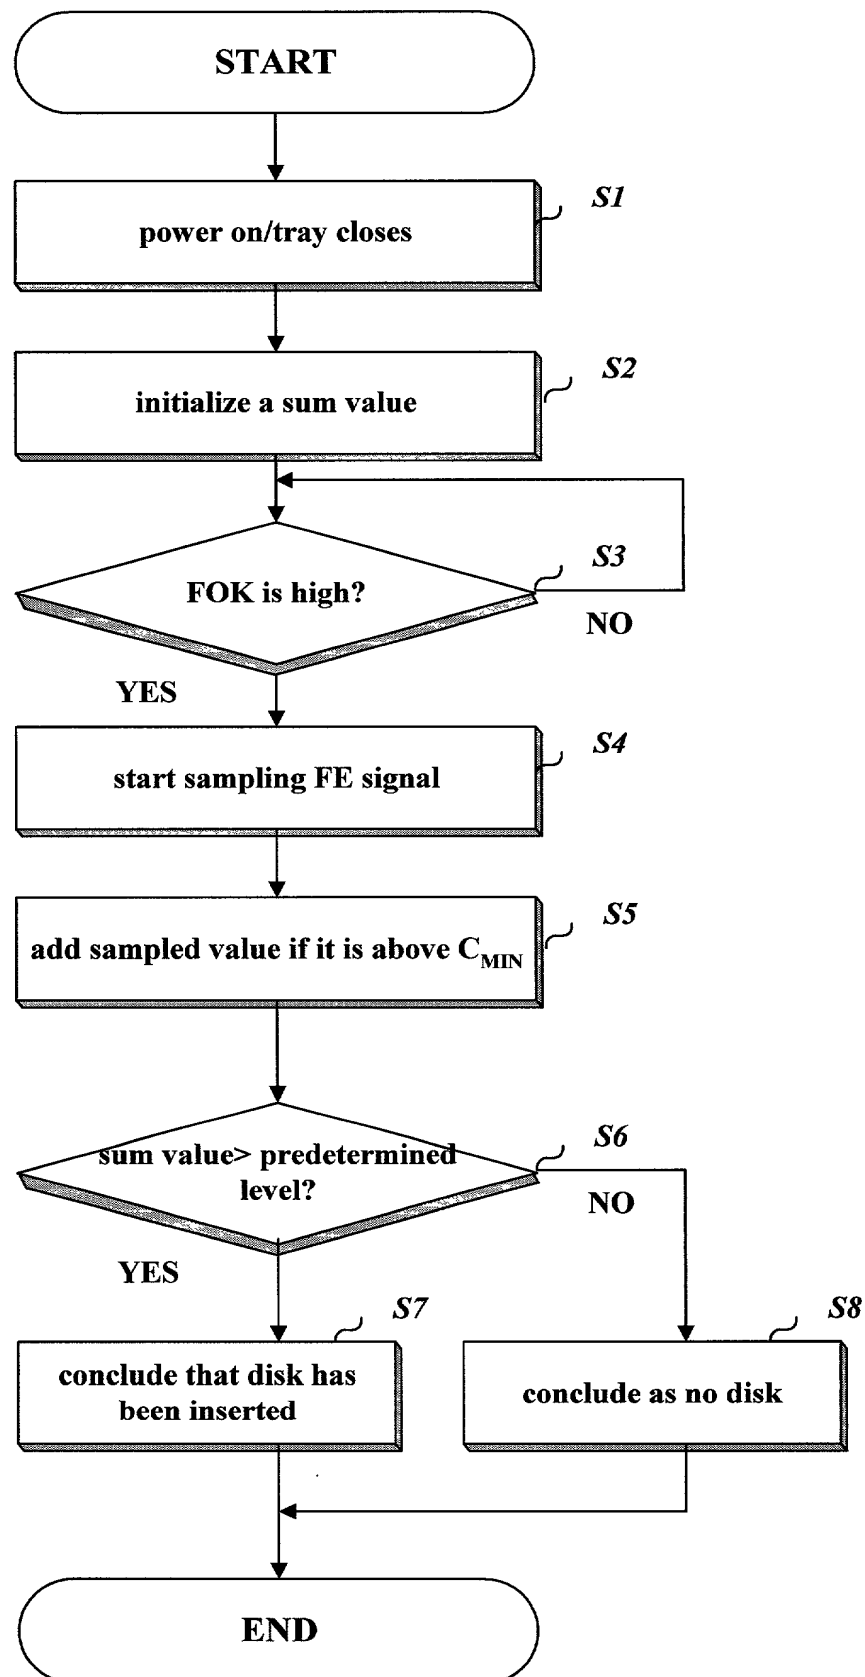 START
S1
power on/tray closes
S2
initialize a sum value
S3
FOK is high?
NO
YES
S4
start sampling FE signal
S5
add sampled value if it is above C_MIN
S6
sum value> predetermined
level?
NO
YES
S7
S8
conclude that disk has
been inserted
conclude as no disk
END